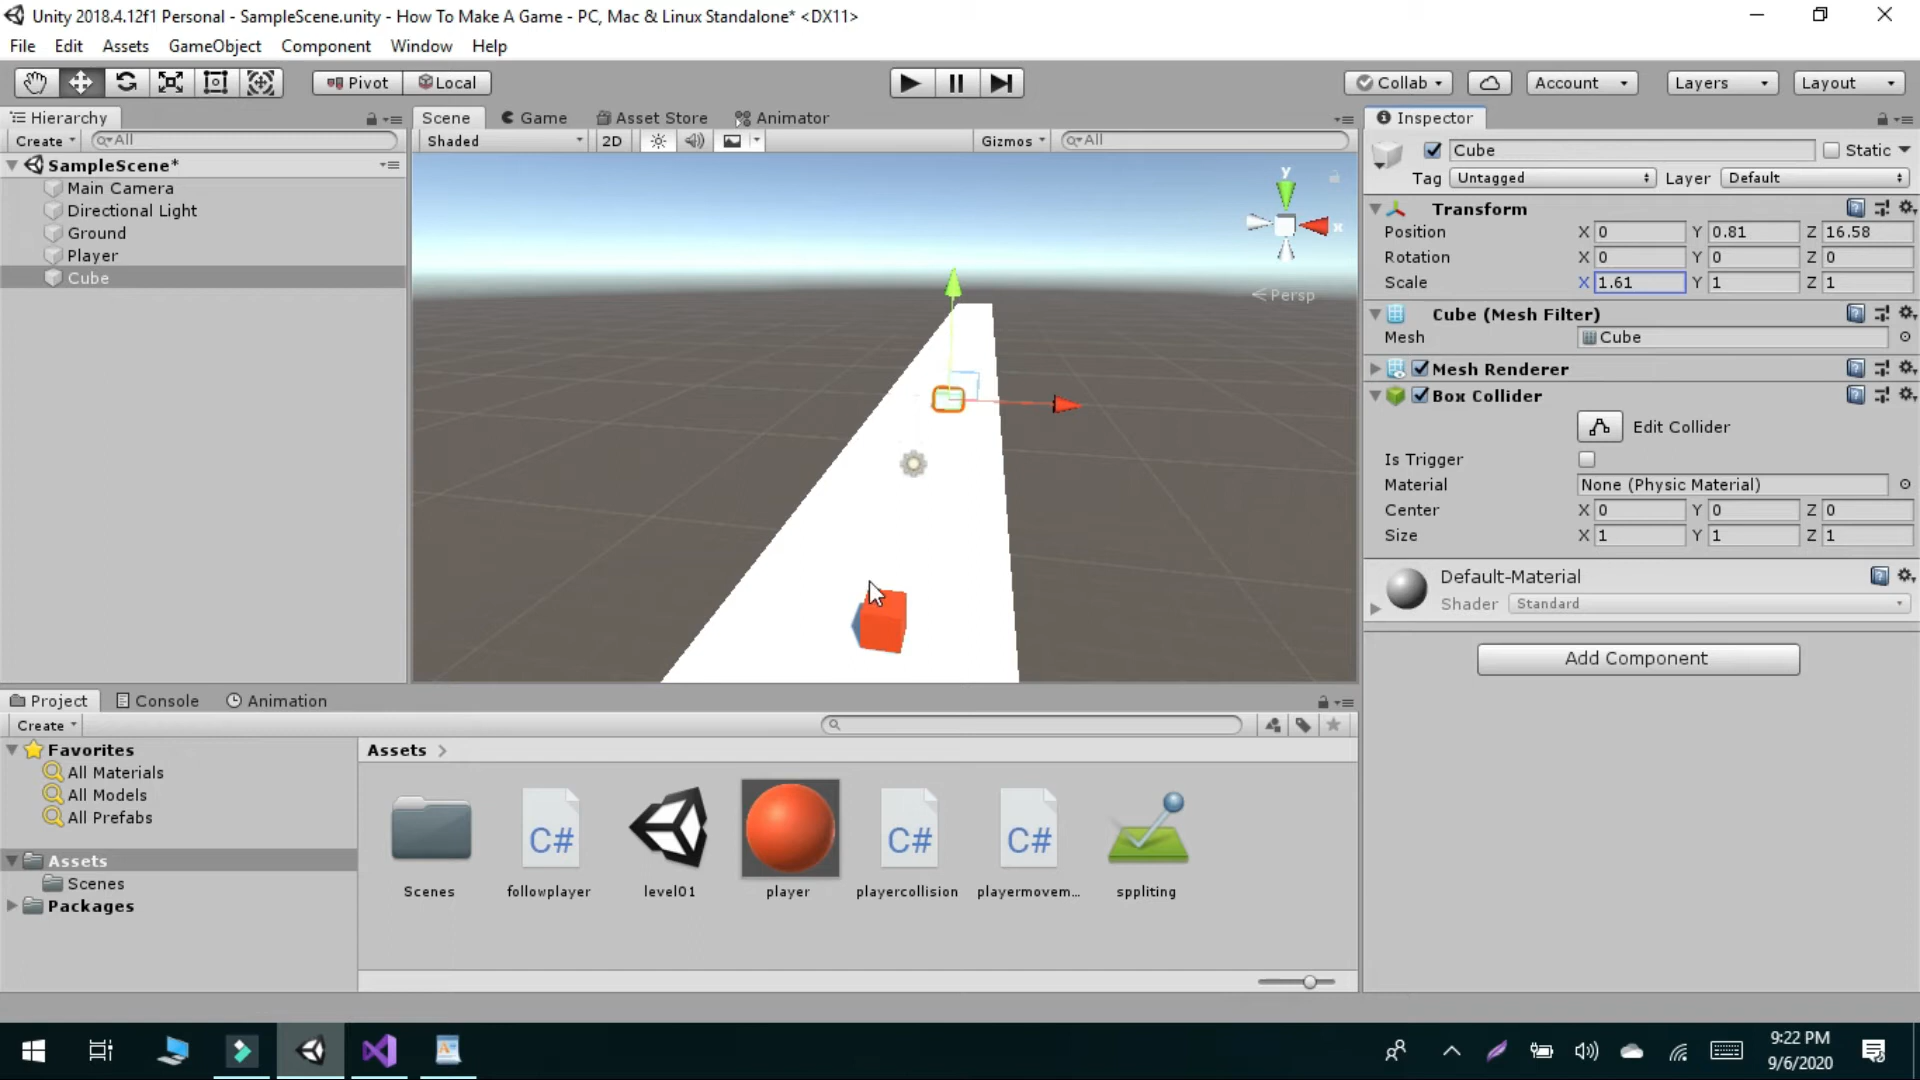 Unity 2018.4.12f1 Personal - SampleScene.unity - How To Make A Game - PC, Mac & Linux Standalone* <DX11>
File Edit Assets GameObject Component Window Help
Pivot Local Collab Account Layers Layout
Hierarchy Scene Game Asset Store Animator Inspector
Create All Shaded 2D Gizmos All
SampleScene*
Main Camera
Directional Light
Ground
Player
Cube
y
x
Persp
Cube Static
Tag Untagged Layer Default
Transform
Position X 0 Y 0.81 Z 16.58
Rotation X 0 Y 0 Z 0
Scale X 1.61 Y 1 Z 1
Cube (Mesh Filter)
Mesh Cube
Mesh Renderer
Box Collider
Edit Collider
Is Trigger
Material None (Physic Material)
Center X 0 Y 0 Z 0
Size X 1 Y 1 Z 1
Default-Material
Shader Standard
Add Component
Project Console Animation
Create
Favorites
All Materials
All Models
All Prefabs
Assets
Scenes
Packages
Assets
C# C# C#
Scenes followplayer level01 player playercollision playermovem... sppliting
9:22 PM
9/6/2020